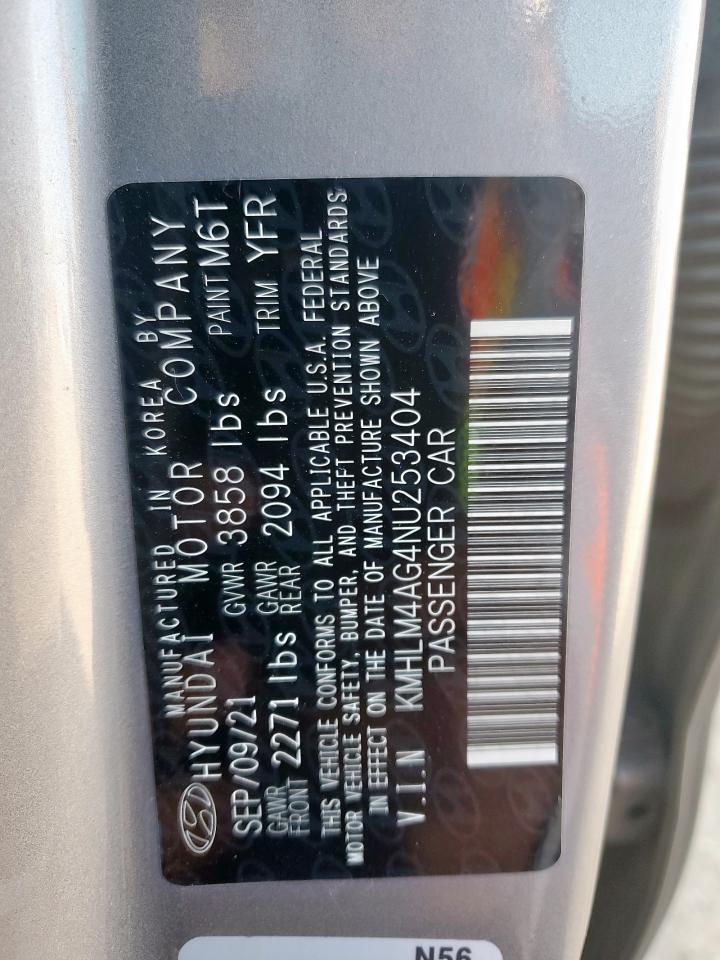 MANUFACTURED IN KOREA BY
HYUNDAI MOTOR COMPANY
SEP/09/21 GVWR 3858 lbs PAINT M6T
GAWR FRONT 2271 lbs GAWR REAR 2094 lbs TRIM YFR
THIS VEHICLE CONFORMS TO ALL APPLICABLE U.S.A. FEDERAL
MOTOR VEHICLE SAFETY, BUMPER, AND THEFT PREVENTION STANDARDS
IN EFFECT ON THE DATE OF MANUFACTURE SHOWN ABOVE
V.I.N KMHLM4AG4NU253404
PASSENGER CAR
N56